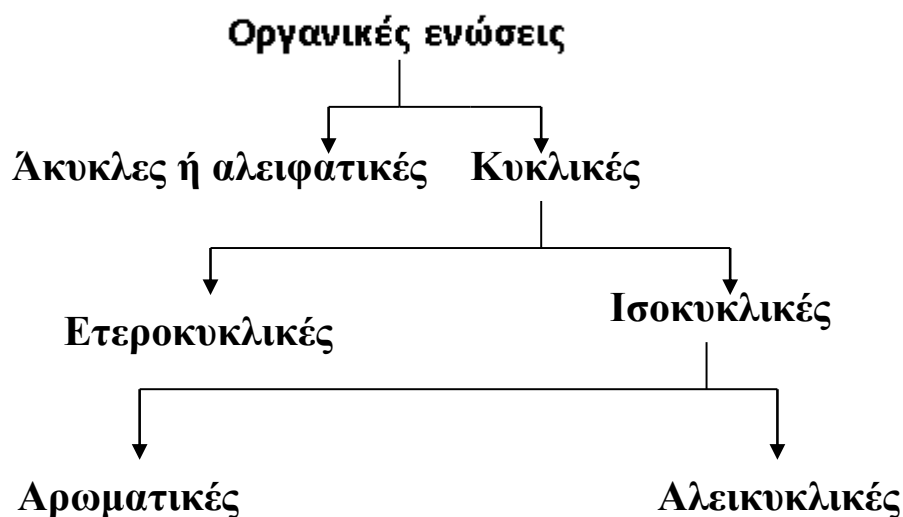 Οργανικές ενώσεις
Άκυκλες ή αλειφατικές Κυκλικές
Ετεροκυκλικές
Ισοκυκλικές
Αρωματικές
Αλεικυκλικές